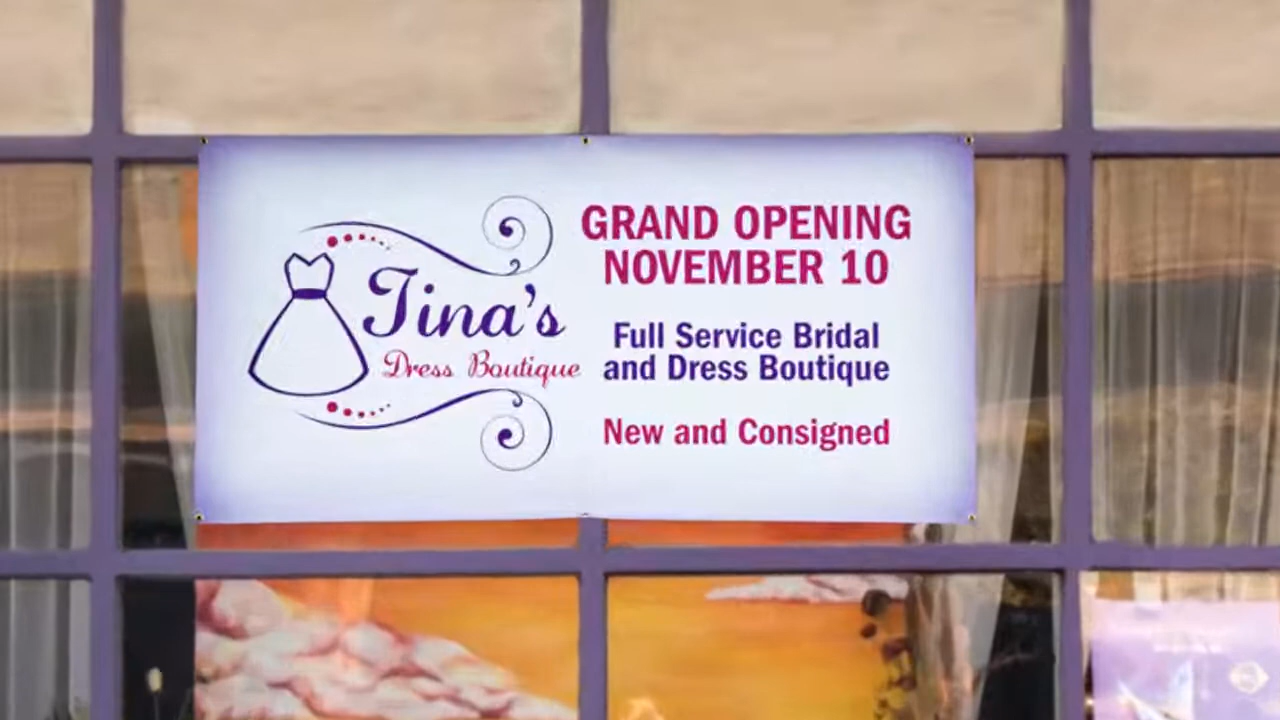 Tina's
Dress Boutique
GRAND OPENING
NOVEMBER 10
Full Service Bridal
and Dress Boutique
New and Consigned